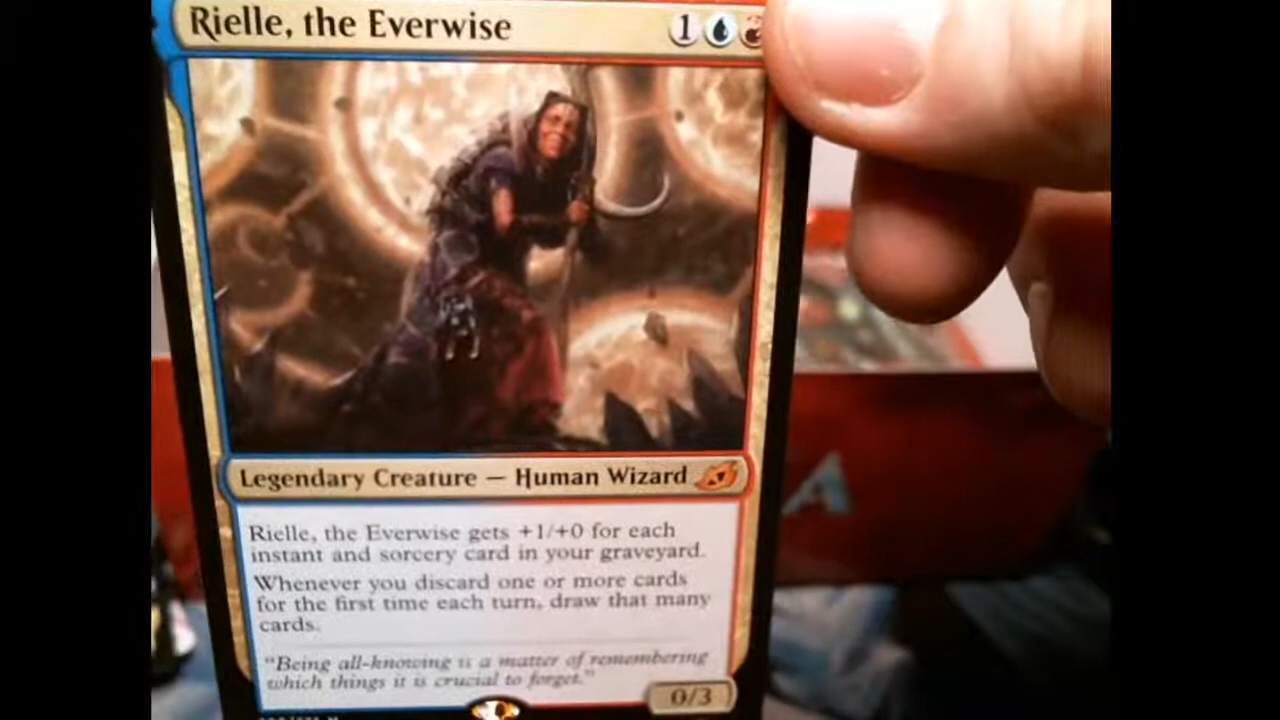 Rielle, the Everwise 1
Legendary Creature — Human Wizard
Rielle, the Everwise gets +1/+0 for each
instant and sorcery card in your graveyard.
Whenever you discard one or more cards
for the first time each turn, draw that many
cards.
"Being all-knowing is a matter of remembering
which things it is crucial to forget."
0/3
A